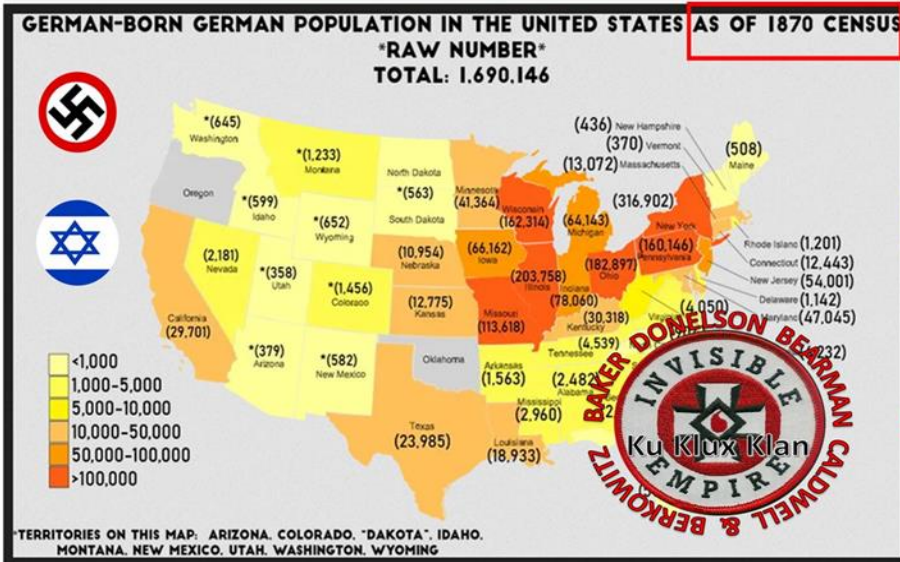 GERMAN-BORN GERMAN POPULATION IN THE UNITED STATES AS OF 1870 CENSUS
*RAW NUMBER*
TOTAL: 1,690,146
*(645)
Washington
*(1,233)
Montana
North Dakota
*(563)
South Dakota
Minnesota
(41,364)
Wisconsin
(162,314)
(64,143)
Michigan
(436) New Hampshire
(370) Vermont
(13,072) Massachusetts
(508)
Maine
(316,902)
New York
Oregon
*(599)
Idaho
*(652)
Wyoming
(10,954)
Nebraska
(66,162)
Iowa
(203,758)
Illinois
Indiana
(78,060)
(182,897)
Ohio
(160,146)
Pennsylvania
Rhode Island (1,201)
Connecticut (12,443)
New Jersey (54,001)
Delaware (1,142)
Maryland (47,045)
(2,181)
Nevada
*(358)
Utah
*(1,456)
Colorado
(12,775)
Kansas
Missouri
(113,618)
(30,318)
Kentucky
(4,050)
California
(29,701)
*(379)
Arizona
*(582)
New Mexico
Oklahoma
Arkansas
(1,563)
(4,539)
Tennessee
(2,482)
Alabama
Mississippi
(2,960)
Texas
(23,985)
Louisiana
(18,933)
<1,000
1,000-5,000
5,000-10,000
10,000-50,000
50,000-100,000
>100,000
BAKER DONELSON BEARMAN CALDWELL & BERKOWITZ
INVISIBLE
Ku Klux Klan
EMPIRE
*TERRITORIES ON THIS MAP: ARIZONA, COLORADO, "DAKOTA", IDAHO,
MONTANA, NEW MEXICO, UTAH, WASHINGTON, WYOMING